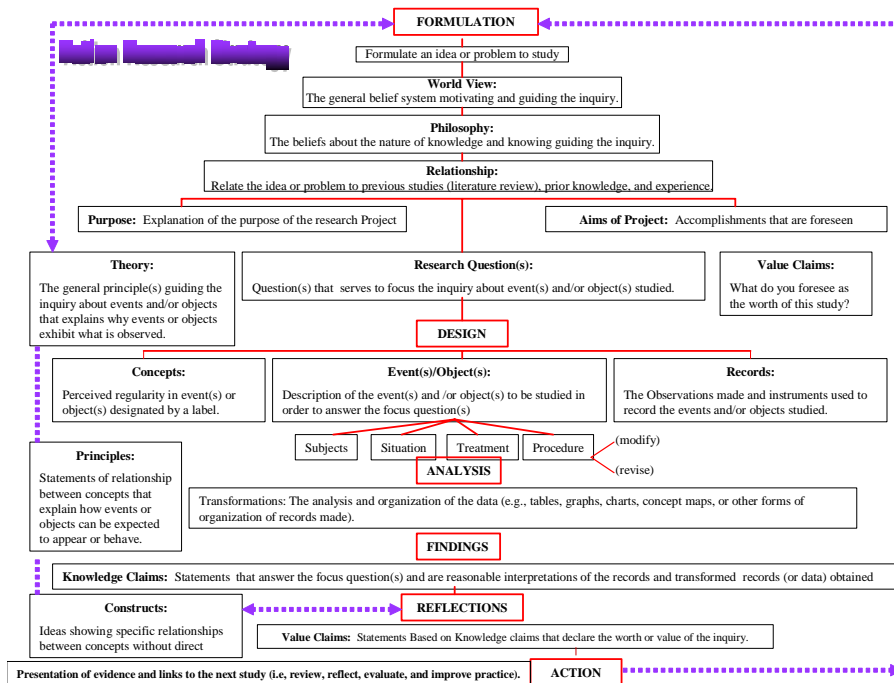 FORMULATION
Formulate an idea or problem to study
World View:
The general belief system motivating and guiding the inquiry.
Philosophy:
The beliefs about the nature of knowledge and knowing guiding the inquiry.
Relationship:
Relate the idea or problem to previous studies (literature review), prior knowledge, and experience.
Purpose: Explanation of the purpose of the research Project
Aims of Project: Accomplishments that are foreseen
Theory:
The general principle(s) guiding the
inquiry about events and/or objects
that explains why events or objects
exhibit what is observed.
Research Question(s):
Question(s) that serves to focus the inquiry about event(s) and/or object(s) studied.
Value Claims:
What do you foresee as
the worth of this study?
DESIGN
Concepts:
Perceived regularity in event(s) or
object(s) designated by a label.
Event(s)/Object(s):
Description of the event(s) and /or object(s) to be studied in
order to answer the focus question(s)
Records:
The Observations made and instruments used to
record the events and/or objects studied.
Subjects
Situation
Treatment
Procedure
(modify)
(revise)
Principles:
Statements of relationship
between concepts that
explain how events or
objects can be expected
to appear or behave.
ANALYSIS
Transformations: The analysis and organization of the data (e.g., tables, graphs, charts, concept maps, or other forms of
organization of records made).
FINDINGS
Knowledge Claims: Statements that answer the focus question(s) and are reasonable interpretations of the records and transformed records (or data) obtained
Constructs:
Ideas showing specific relationships
between concepts without direct
REFLECTIONS
Value Claims: Statements Based on Knowledge claims that declare the worth or value of the inquiry.
Presentation of evidence and links to the next study (i.e, review, reflect, evaluate, and improve practice).
ACTION